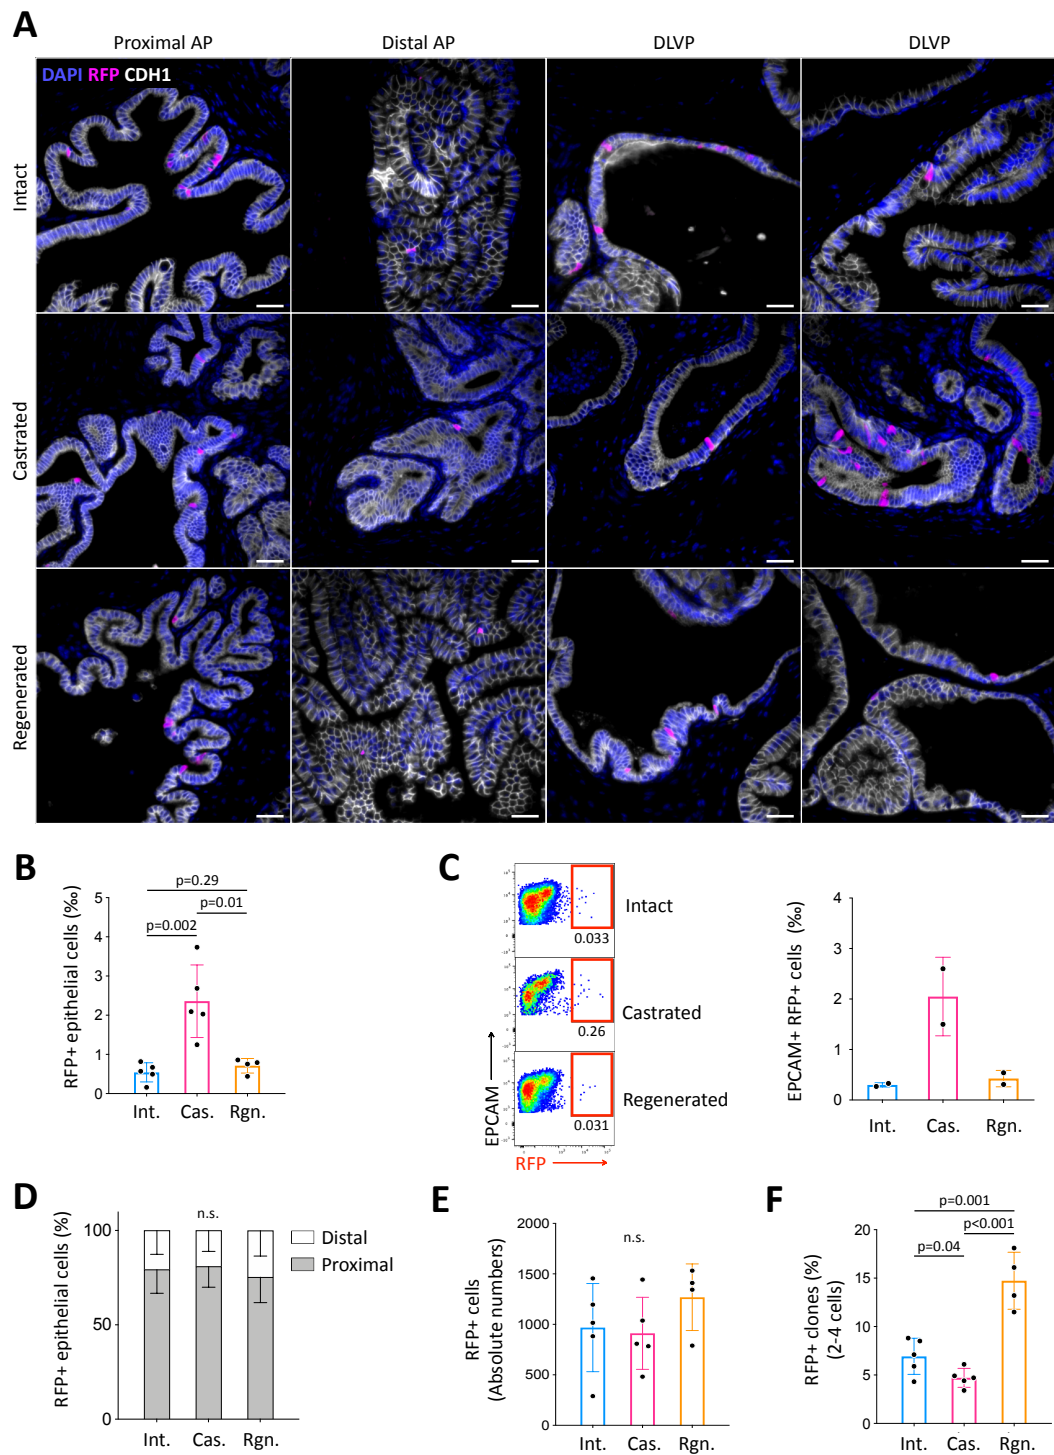 A
Proximal AP
Distal AP
DLVP
DLVP
DAPI RFP CDH1
Intact
Castrated
Regenerated
B
RFP+ epithelial cells (‰)
5
4
3
2
1
0
p=0.29
p=0.01
p=0.002
Int.
Cas.
Rgn.
C
Intact
0.033
Castrated
0.26
Regenerated
0.031
EPCAM
RFP
EPCAM+ RFP+ cells (‰)
4
3
2
1
0
Int.
Cas.
Rgn.
D
RFP+ epithelial cells (%)
100
50
0
n.s.
Distal
Proximal
Int.
Cas.
Rgn.
E
RFP+ cells
(Absolute numbers)
2000
1500
1000
500
0
n.s.
Int.
Cas.
Rgn.
F
RFP+ clones (%)
(2-4 cells)
20
15
10
5
0
p=0.001
p<0.001
p=0.04
Int.
Cas.
Rgn.